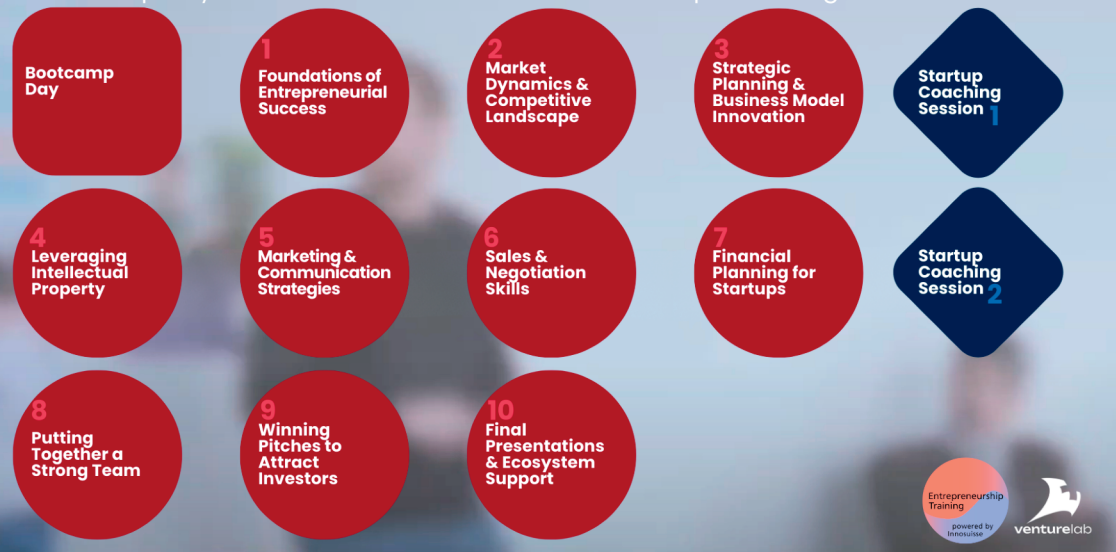 Bootcamp
Day
1
Foundations of
Entrepreneurial
Success
2
Market
Dynamics &
Competitive
Landscape
3
Strategic
Planning &
Business Model
Innovation
Startup
Coaching
Session 1
4
Leveraging
Intellectual
Property
5
Marketing &
Communication
Strategies
6
Sales &
Negotiation
Skills
7
Financial
Planning for
Startups
Startup
Coaching
Session 2
8
Putting
Together a
Strong Team
9
Winning
Pitches to
Attract
Investors
10
Final
Presentations
& Ecosystem
Support
Entrepreneurship
Training
powered by
Innosuisse
venturelab